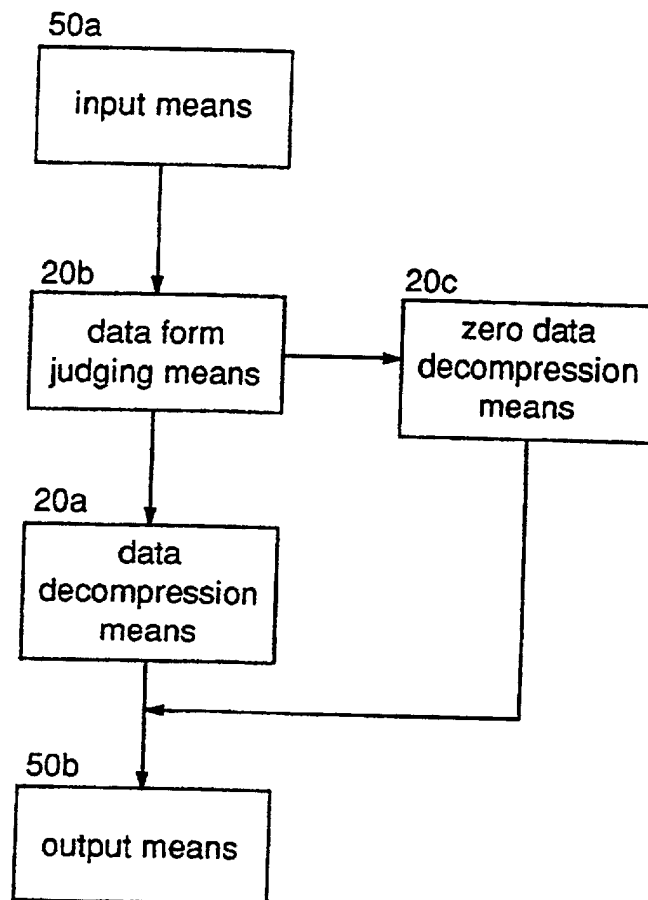 50a
input means
20b
data form
judging means
20c
zero data
decompression
means
20a
data
decompression
means
50b
output means